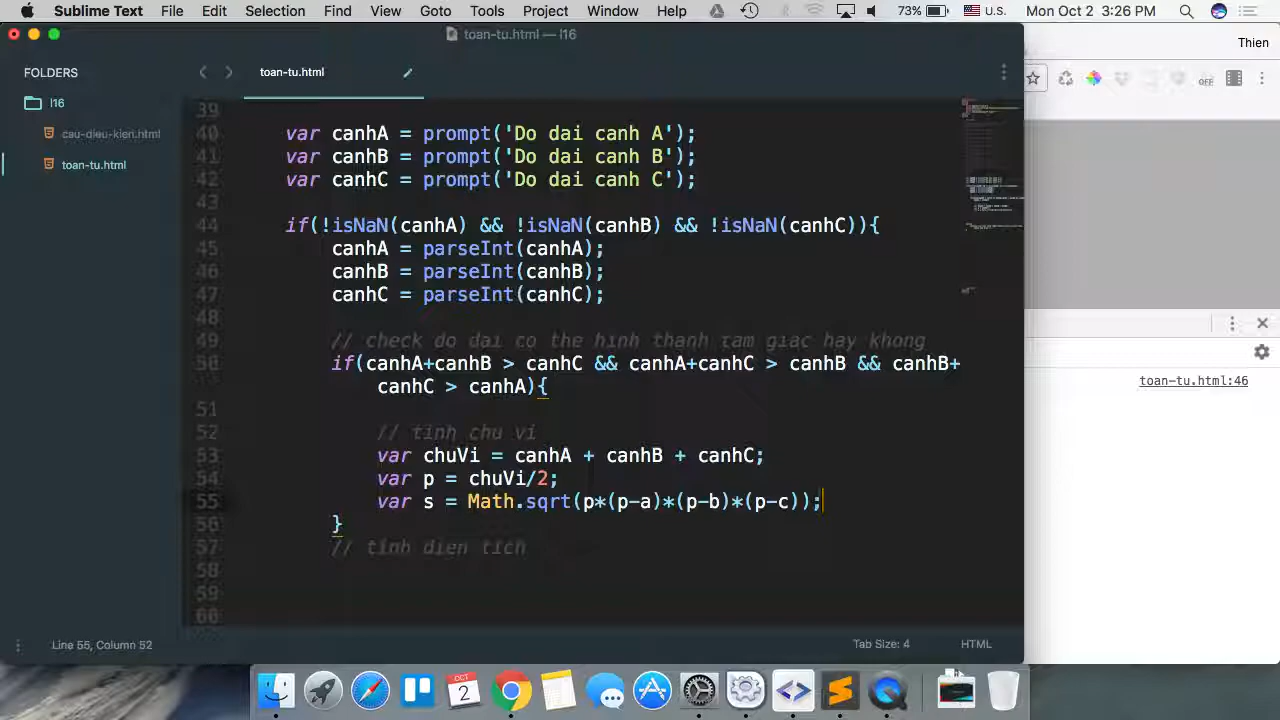 Sublime Text File Edit Selection Find View Goto Tools Project Window Help 73% U.S. Mon Oct 2 3:26 PM
toan-tu.html — l16
Thien
FOLDERS
toan-tu.html
l16
cau-dieu-kien.html
toan-tu.html
OFF
39
40 var canhA = prompt('Do dai canh A');
41 var canhB = prompt('Do dai canh B');
42 var canhC = prompt('Do dai canh C');
43
44 if(!isNaN(canhA) && !isNaN(canhB) && !isNaN(canhC)){
45 canhA = parseInt(canhA);
46 canhB = parseInt(canhB);
47 canhC = parseInt(canhC);
48
49 // check do dai co the hinh thanh tam giac hay khong
50 if(canhA+canhB > canhC && canhA+canhC > canhB && canhB+
canhC > canhA){
51
52 // tinh chu vi
53 var chuVi = canhA + canhB + canhC;
54 var p = chuVi/2;
55 var s = Math.sqrt(p*(p-a)*(p-b)*(p-c));
56 }
57 // tinh dien tich
58
59
60
toan-tu.html:46
Line 55, Column 52
Tab Size: 4
HTML
OCT
2